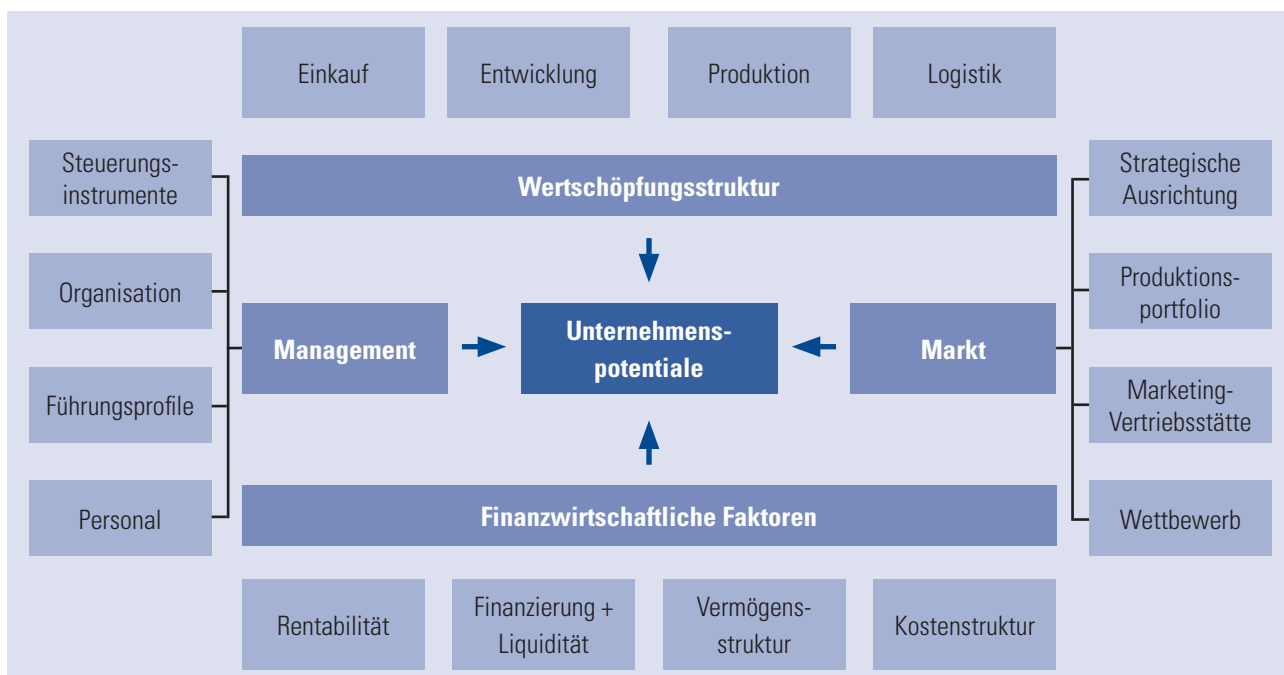 Einkauf
Entwicklung
Produktion
Logistik
Steuerungs-
instrumente
Organisation
Führungsprofile
Personal
Wertschöpfungsstruktur
Management
Unternehmens-
potentiale
Markt
Finanzwirtschaftliche Faktoren
Strategische
Ausrichtung
Produktions-
portfolio
Marketing-
Vertriebsstätte
Wettbewerb
Rentabilität
Finanzierung +
Liquidität
Vermögens-
struktur
Kostenstruktur